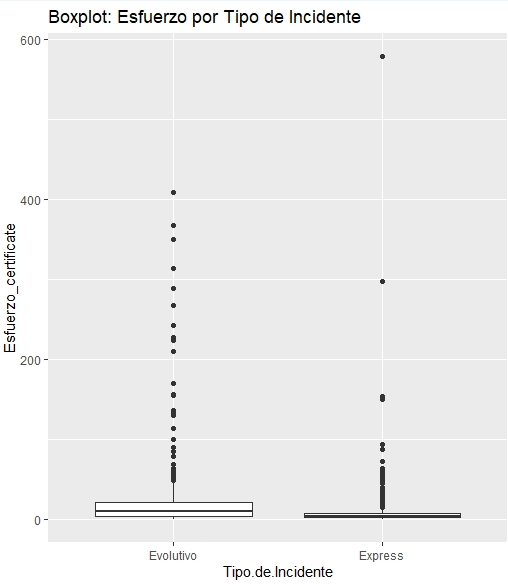 Boxplot: Esfuerzo por Tipo de Incidente
600
400
200
0
Esfuerzo_certificate
Evolutivo
Express
Tipo.de.Incidente